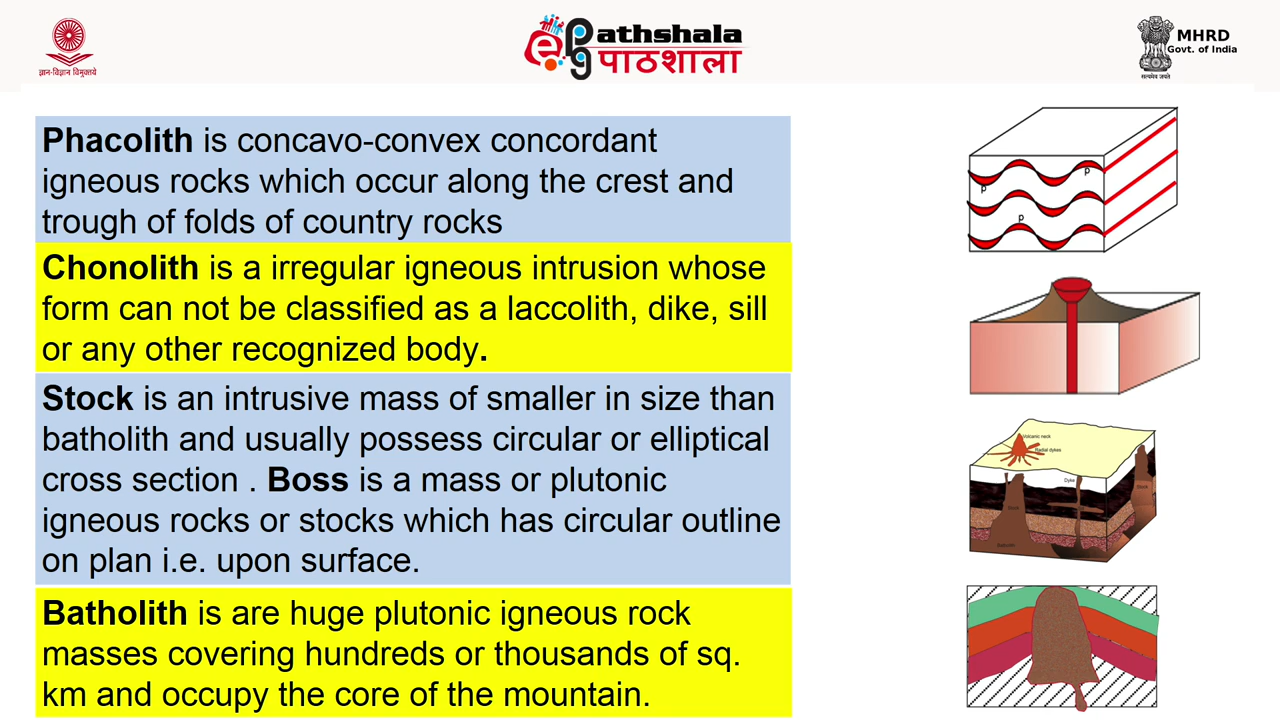 ज्ञान-विज्ञान विमुक्तये
e pg Pathshala
पाठशाला
MHRD
Govt. of India
सत्यमेव जयते
Phacolith is concavo-convex concordant
igneous rocks which occur along the crest and
trough of folds of country rocks
Chonolith is a irregular igneous intrusion whose
form can not be classified as a laccolith, dike, sill
or any other recognized body.
Stock is an intrusive mass of smaller in size than
batholith and usually possess circular or elliptical
cross section . Boss is a mass or plutonic
igneous rocks or stocks which has circular outline
on plan i.e. upon surface.
Batholith is are huge plutonic igneous rock
masses covering hundreds or thousands of sq.
km and occupy the core of the mountain.
p
p
p
Volcanic neck
Radial dykes
Dyke
Stock
Stock
Batholith